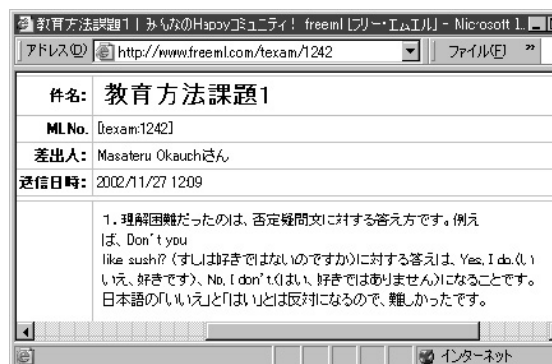 教育方法課題1 | みんなのHappyコミュニティ! freeml [フリー・エムエル] - Microsoft I..
アドレス(D) http://www.freeml.com/texam/1242 ファイル(F) »
件名: 教育方法課題1
MLNo. [texam:1242]
差出人: Masateru Okauchiさん
送信日時: 2002/11/27 12:09
1.理解困難だったのは、否定疑問文に対する答え方です。例え
ば、Don't you
like sushi? (すしは好きではないのですか)に対する答えは、Yes, I do.(い
いえ、好きです)、No, I don't.(はい、好きではありません)になることです。
日本語の「いいえ」と「はい」とは反対になるので、難しかったです。
インターネット